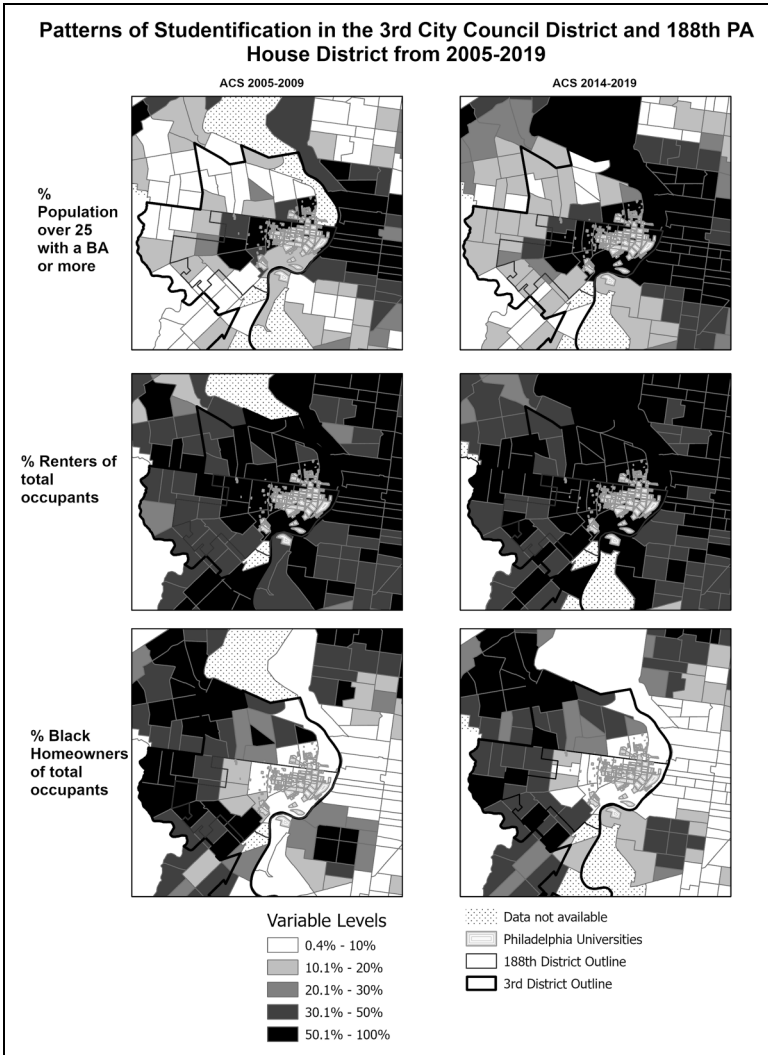 Patterns of Studentification in the 3rd City Council District and 188th PA
House District from 2005-2019
ACS 2005-2009
ACS 2014-2019
%
Population
over 25
with a BA
or more
% Renters of
total
occupants
% Black
Homeowners
of total
occupants
Variable Levels
0.4% - 10%
10.1% - 20%
20.1% - 30%
30.1% - 50%
50.1% - 100%
Data not available
Philadelphia Universities
188th District Outline
3rd District Outline